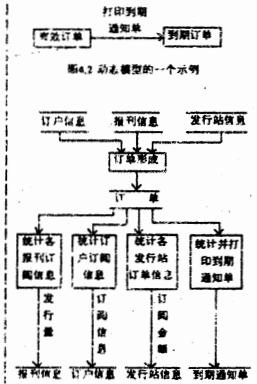 打印到期
通知单
有效订单 到期订单
图4.2 动态模型的一个示例
订户信息 报刊信息 发行站信息
订单形成
订 单
统计各
报刊订
阅信息
统计订
户订阅
信息
统计各
发行站
订单信息
统计并打
印到期
通知单
发行量
订阅信息
订阅金额
报刊信息 订户信息 发行站信息 到期通知单